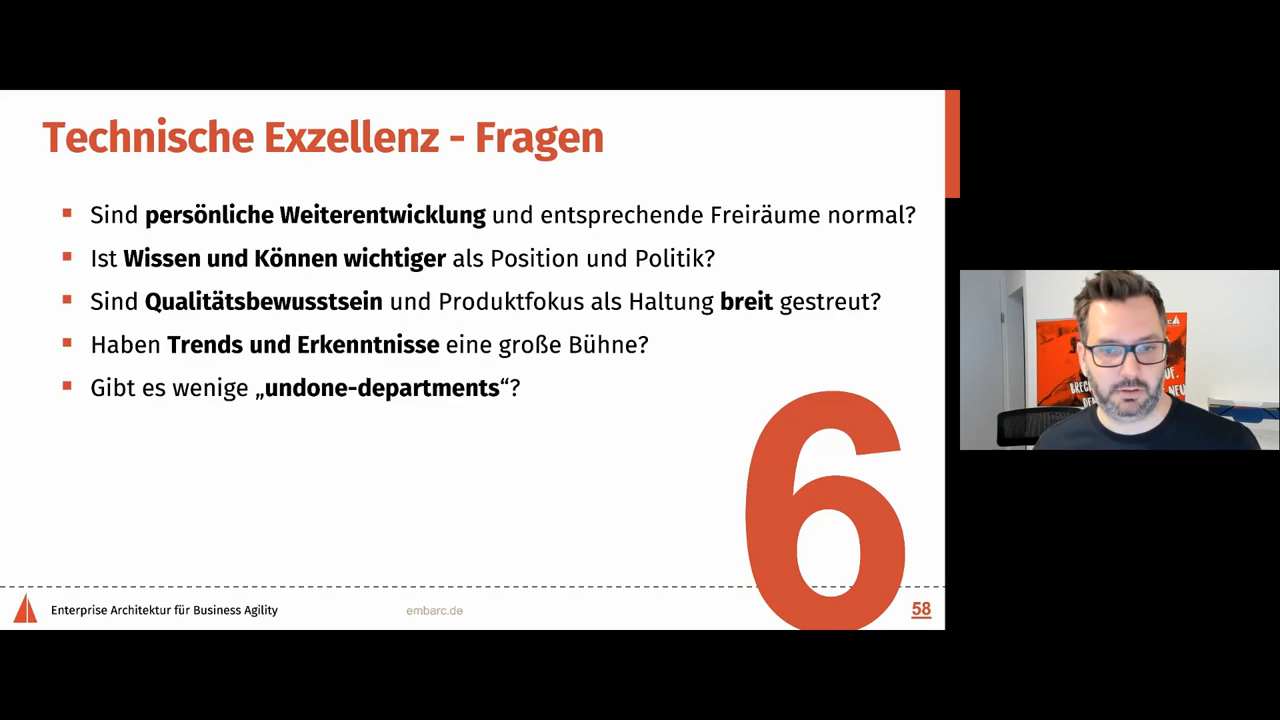 Technische Exzellenz - Fragen
Sind persönliche Weiterentwicklung und entsprechende Freiräume normal?
Ist Wissen und Können wichtiger als Position und Politik?
Sind Qualitätsbewusstsein und Produktfokus als Haltung breit gestreut?
Haben Trends und Erkenntnisse eine große Bühne?
Gibt es wenige „undone-departments“?
6
Enterprise Architektur für Business Agility
embarc.de
58